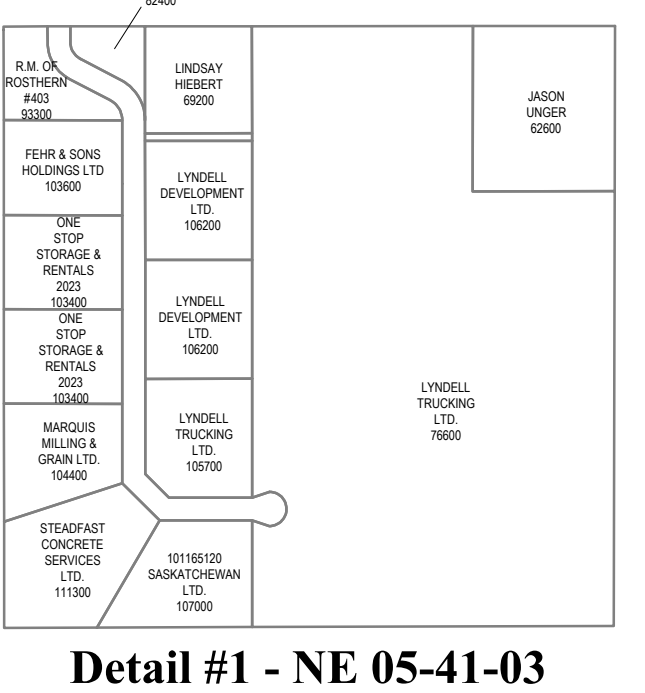 82400
R.M. OF
ROSTHERN
#403
93300
LINDSAY
HIEBERT
69200
JASON
UNGER
62600
FEHR & SONS
HOLDINGS LTD
103600
LYNDELL
DEVELOPMENT
LTD.
106200
ONE
STOP
STORAGE &
RENTALS
2023
103400
LYNDELL
DEVELOPMENT
LTD.
106200
ONE
STOP
STORAGE &
RENTALS
2023
103400
LYNDELL
TRUCKING
LTD.
76600
MARQUIS
MILLING &
GRAIN LTD.
104400
LYNDELL
TRUCKING
LTD.
105700
STEADFAST
CONCRETE
SERVICES
LTD.
111300
101165120
SASKATCHEWAN
LTD.
107000
Detail #1 - NE 05-41-03